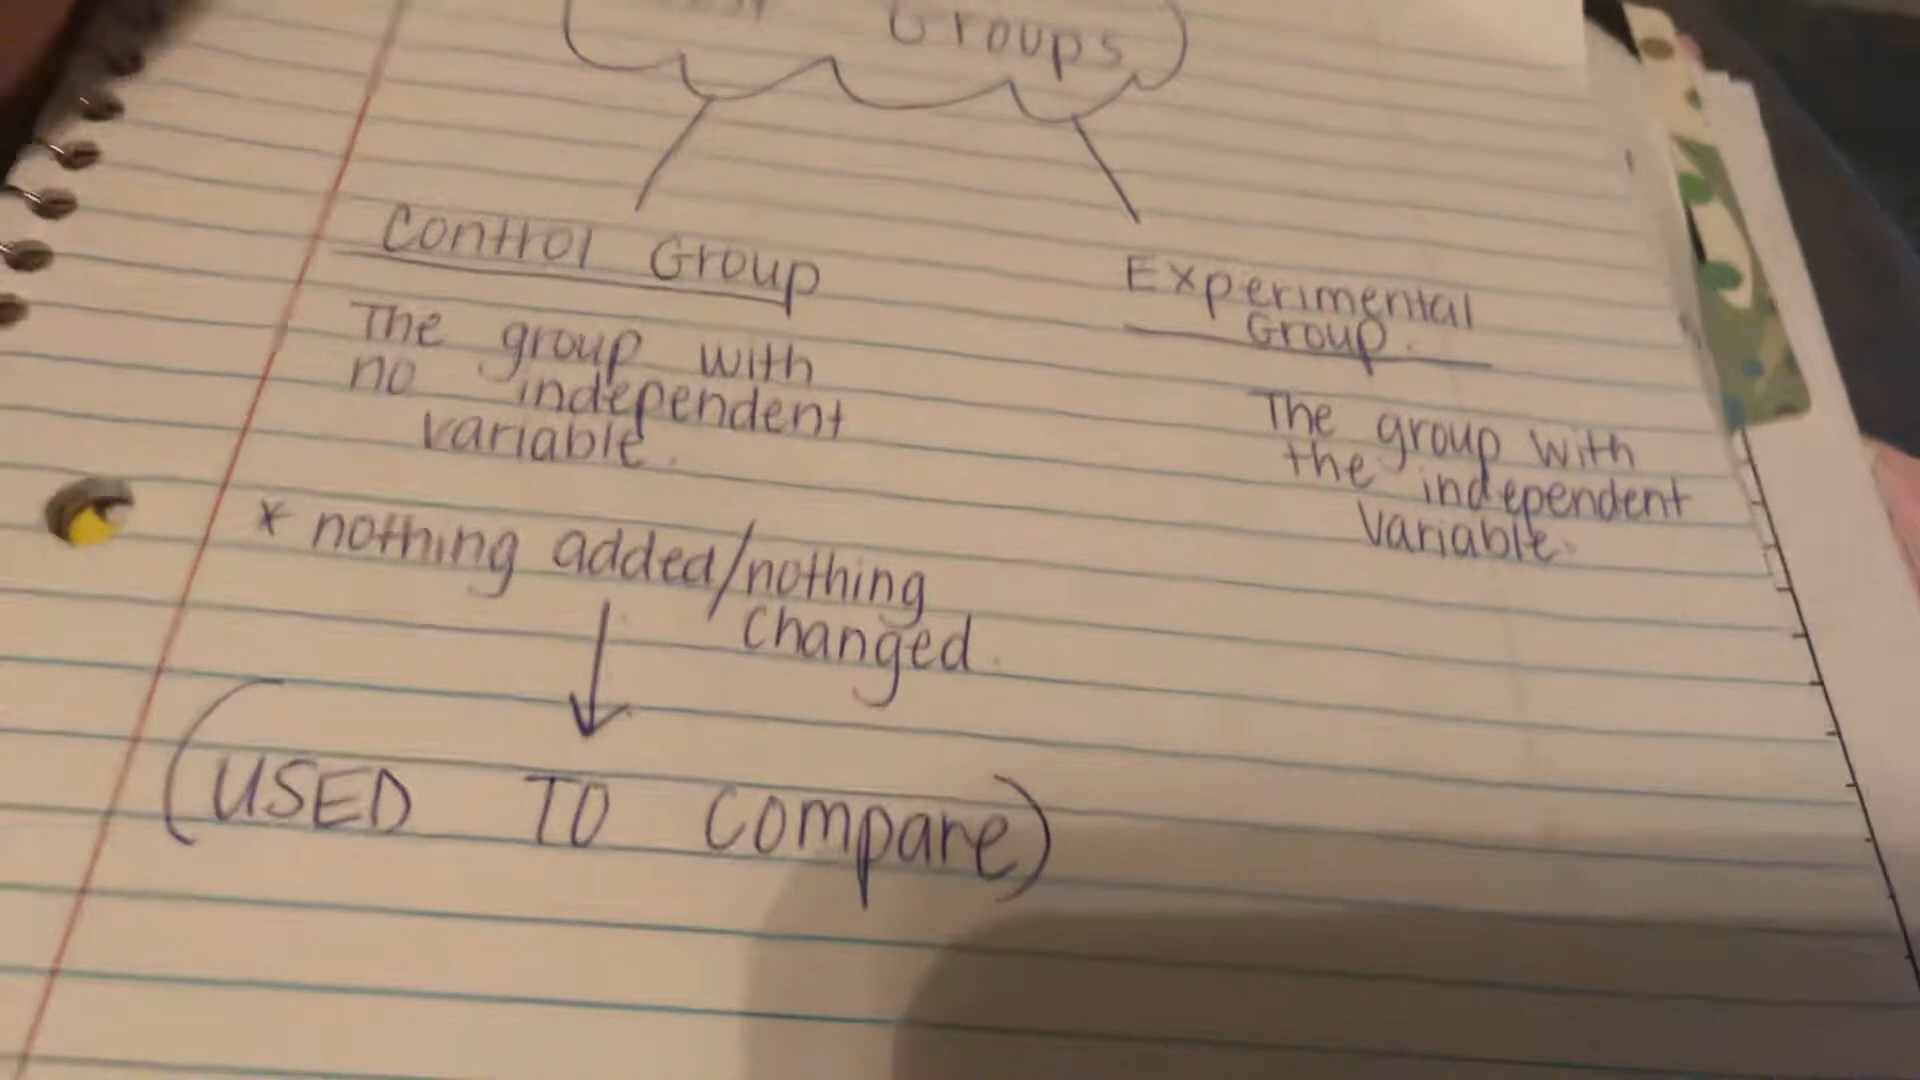 Groups
Control Group
The group with
no independent
variable.
* nothing added/nothing
changed.
(USED TO compare)
Experimental
Group.
The group with
the independent
variable.